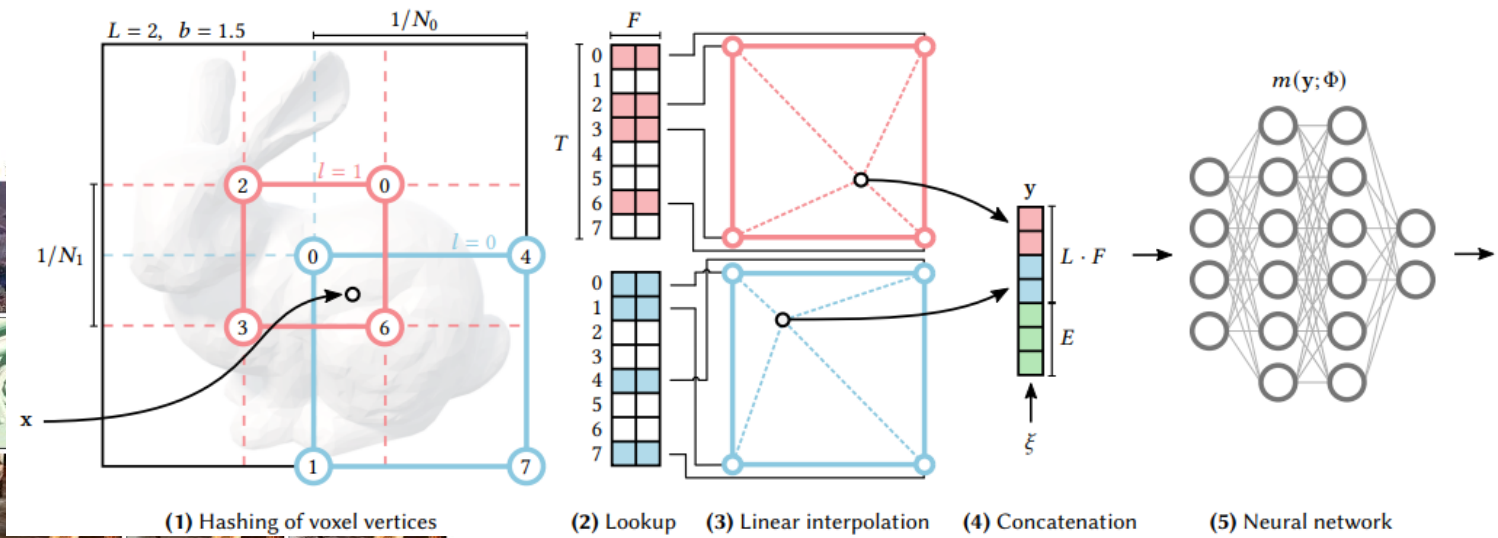 L = 2, b = 1.5
1/N₀
l = 1
2
0
1/N₁
l = 0
0
4
3
6
x
1
7
(1) Hashing of voxel vertices
F
T
0
1
2
3
4
5
6
7
0
1
2
3
4
5
6
7
(2) Lookup
(3) Linear interpolation
y
L · F
E
ξ
(4) Concatenation
m(y; Φ)
(5) Neural network